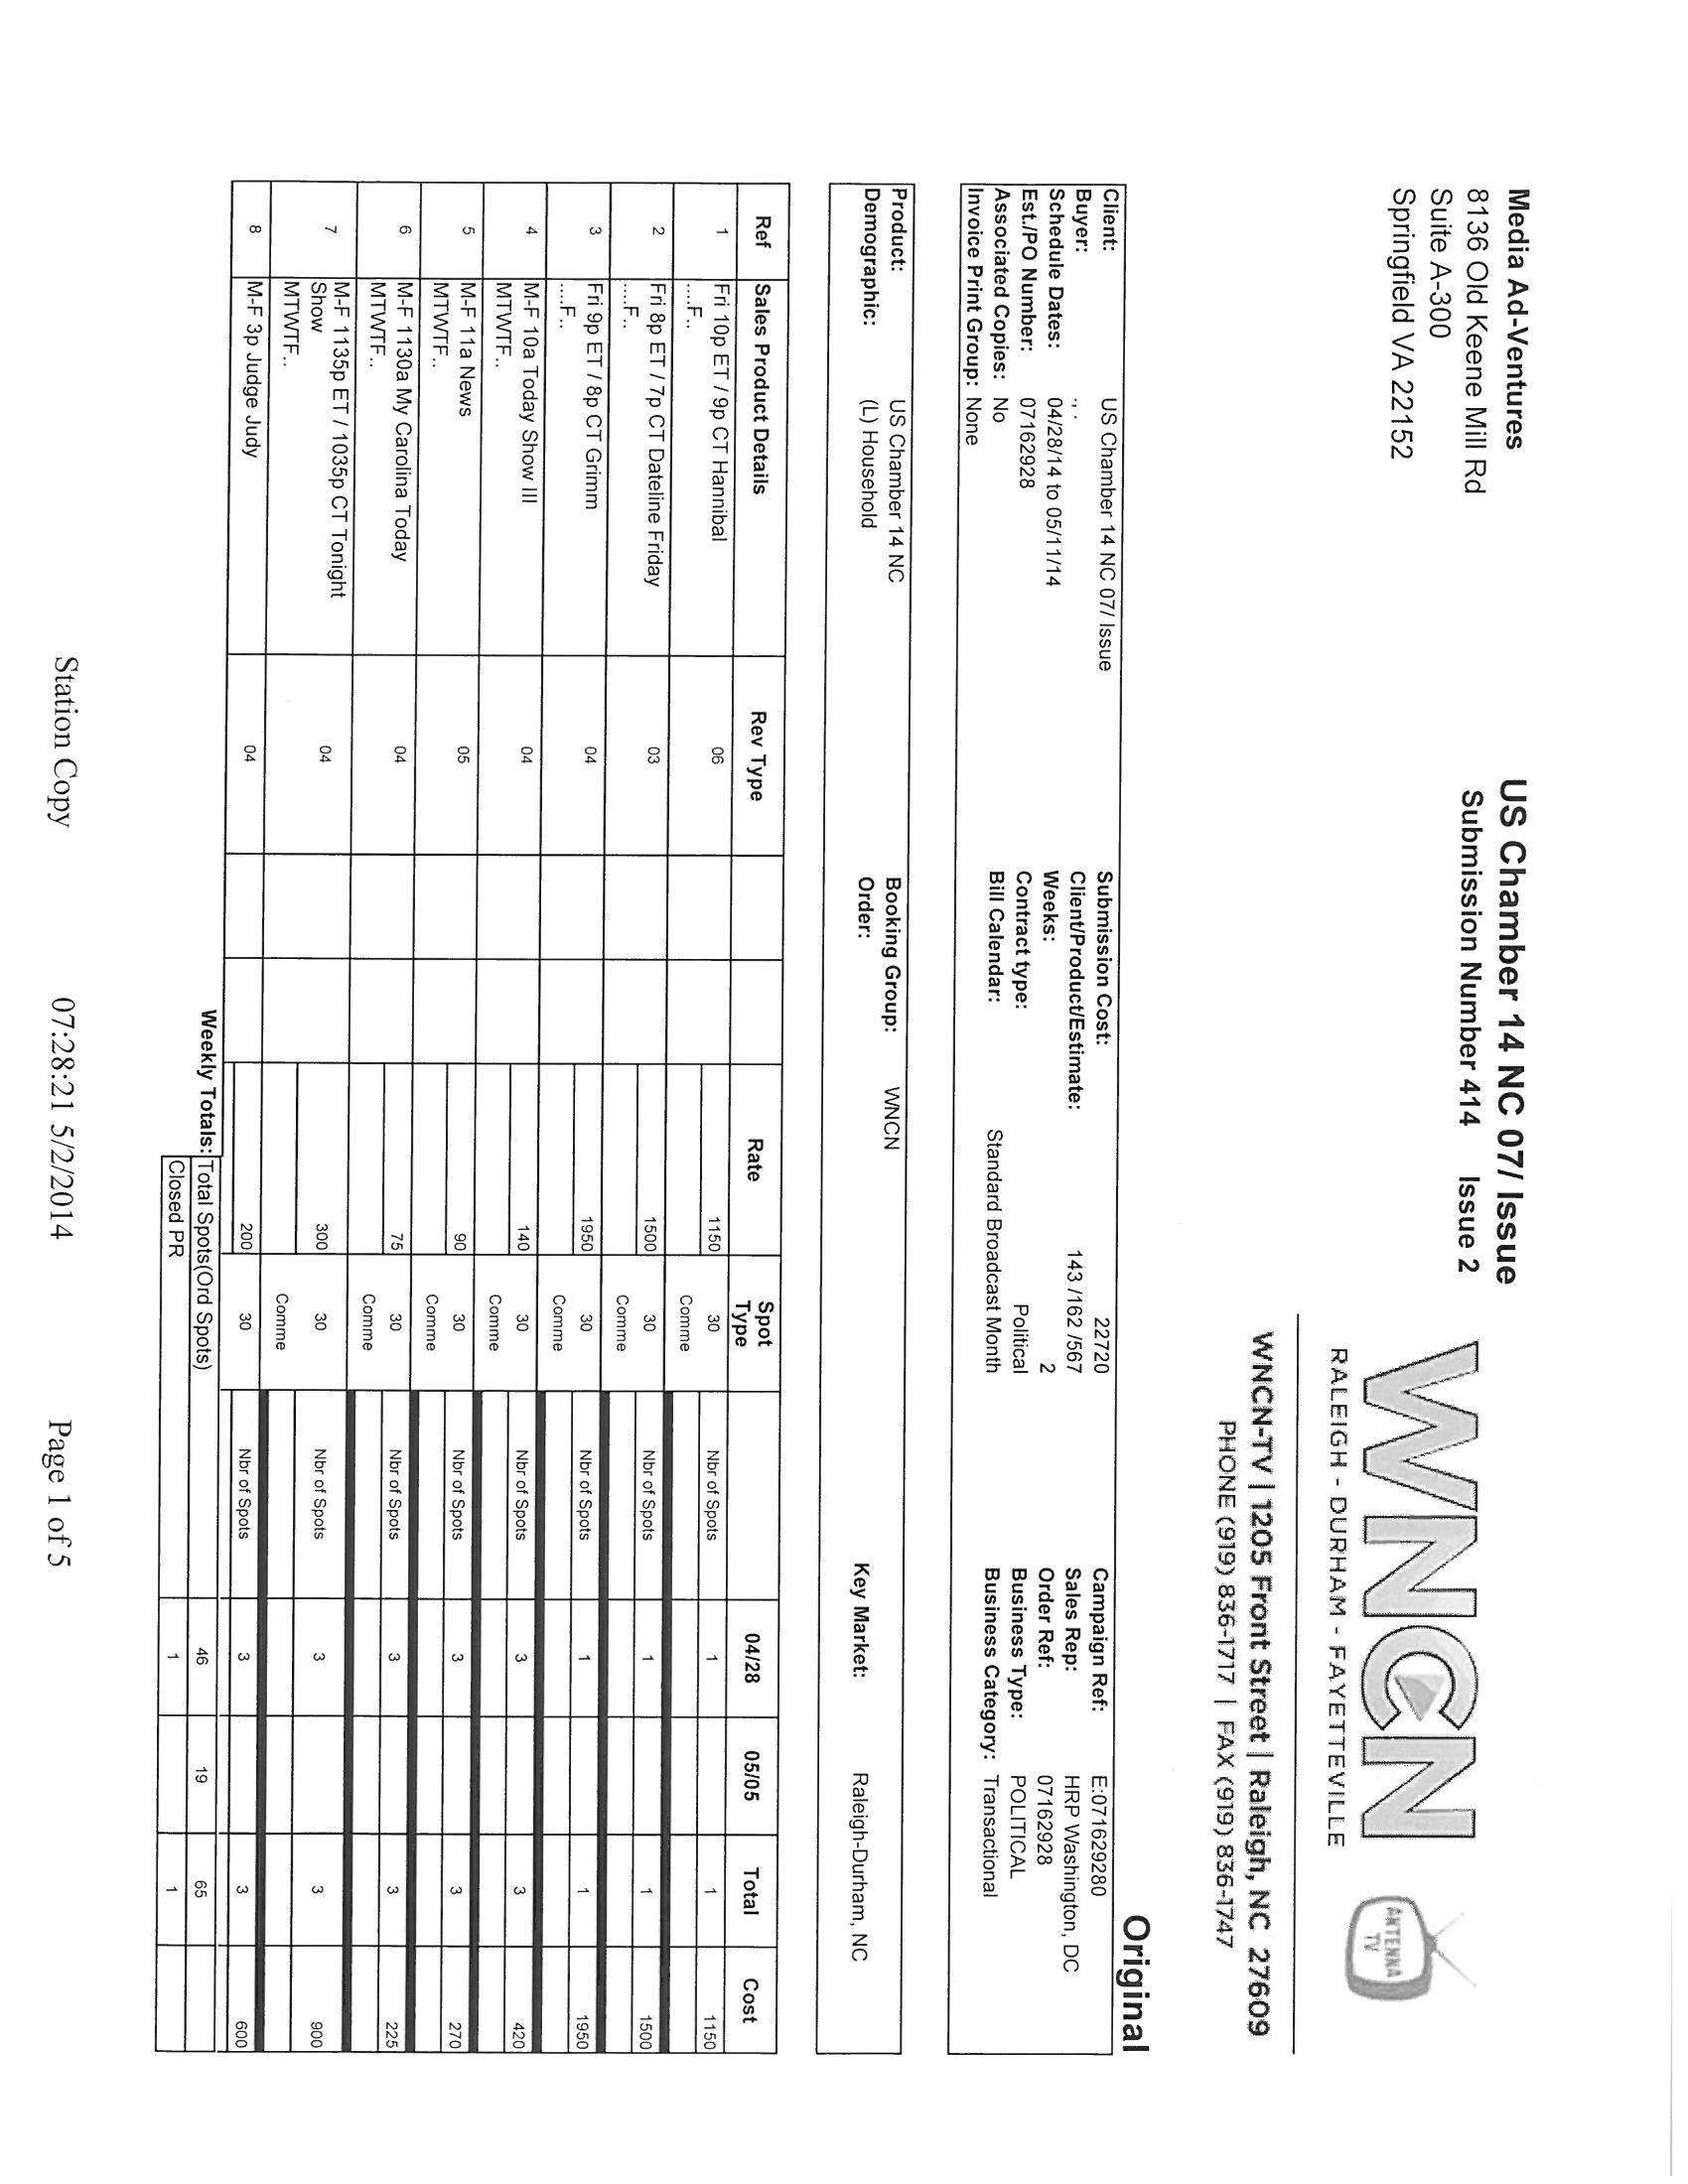 Media Ad-Ventures
8136 Old Keene Mill Rd
Suite A-300
Springfield VA 22152
US Chamber 14 NC 07/ Issue
Submission Number 414 Issue 2
WNCN
RALEIGH - DURHAM - FAYETTEVILLE
ANTENNA
TV
WNCN-TV | 1205 Front Street | Raleigh, NC 27609
PHONE (919) 836-1717 | FAX (919) 836-1747
Original
Client: US Chamber 14 NC 07/ Issue Submission Cost: 22720 Campaign Ref: E:071629280
Buyer: ., . Client/Product/Estimate: 143 /162 /567 Sales Rep: HRP Washington, DC
Schedule Dates: 04/28/14 to 05/11/14 Weeks: 2 Order Ref: 07162928
Est./PO Number: 07162928 Contract type: Political Business Type: POLITICAL
Associated Copies: No Bill Calendar: Standard Broadcast Month Business Category: Transactional
Invoice Print Group: None
Product: US Chamber 14 NC Booking Group: WNCN
Demographic: (L) Household Order: Key Market: Raleigh-Durham, NC
Ref Sales Product Details Rev Type Rate Spot Type 04/28 05/05 Total Cost
1 Fri 10p ET / 9p CT Hannibal 06 1150 30 Nbr of Spots 1 1 1150
....F.. Comme
2 Fri 8p ET / 7p CT Dateline Friday 03 1500 30 Nbr of Spots 1 1 1500
....F.. Comme
3 Fri 9p ET / 8p CT Grimm 04 1950 30 Nbr of Spots 1 1 1950
....F.. Comme
4 M-F 10a Today Show III 04 140 30 Nbr of Spots 3 3 420
MTWTF.. Comme
5 M-F 11a News 05 90 30 Nbr of Spots 3 3 270
MTWTF.. Comme
6 M-F 1130a My Carolina Today 04 75 30 Nbr of Spots 3 3 225
MTWTF.. Comme
7 M-F 1135p ET / 1035p CT Tonight 04 300 30 Nbr of Spots 3 3 900
Show
MTWTF.. Comme
8 M-F 3p Judge Judy 04 200 30 Nbr of Spots 3 3 600
Weekly Totals: Total Spots(Ord Spots) 46 19 65
Closed PR 1 1
Station Copy 07:28:21 5/2/2014 Page 1 of 5